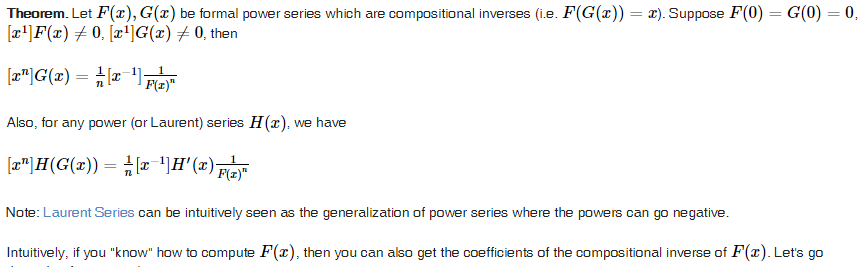 Theorem. Let F(x), G(x) be formal power series which are compositional inverses (i.e. F(G(x)) = x). Suppose F(0) = G(0) = 0,
[x^1]F(x) ≠ 0, [x^1]G(x) ≠ 0, then
[x^n]G(x) = \frac{1}{n}[x^{-1}]\frac{1}{F(x)^n}
Also, for any power (or Laurent) series H(x), we have
[x^n]H(G(x)) = \frac{1}{n}[x^{-1}]H'(x)\frac{1}{F(x)^n}
Note: Laurent Series can be intuitively seen as the generalization of power series where the powers can go negative.
Intuitively, if you "know" how to compute F(x), then you can also get the coefficients of the compositional inverse of F(x). Let's go